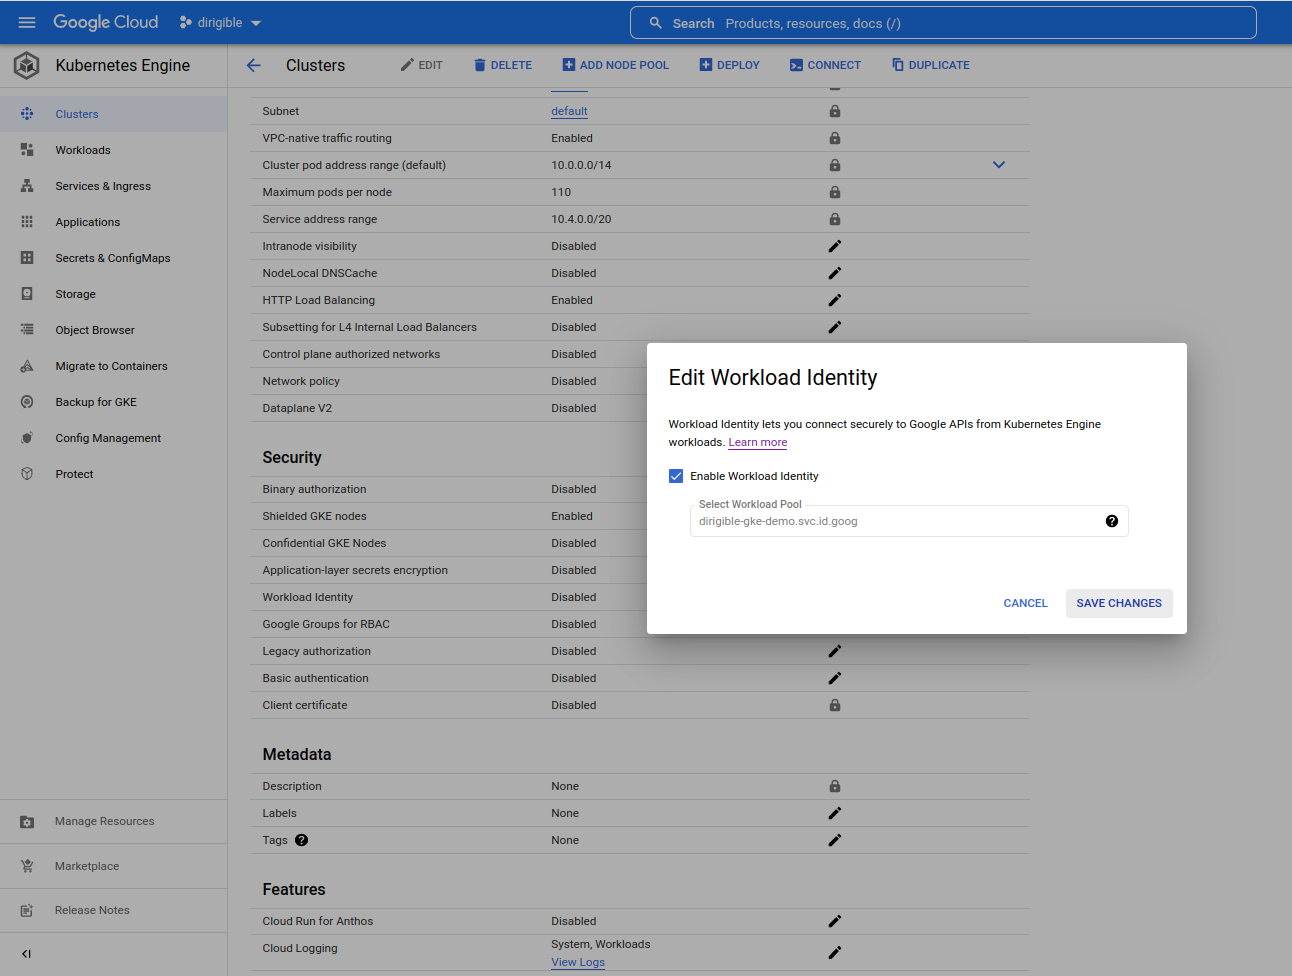 Google Cloud
dirigible
Search Products, resources, docs (/)
Kubernetes Engine
Clusters
EDIT
DELETE
ADD NODE POOL
DEPLOY
CONNECT
DUPLICATE
Clusters
Workloads
Services & Ingress
Applications
Secrets & ConfigMaps
Storage
Object Browser
Migrate to Containers
Backup for GKE
Config Management
Protect
Manage Resources
Marketplace
Release Notes
Subnet default
VPC-native traffic routing Enabled
Cluster pod address range (default) 10.0.0.0/14
Maximum pods per node 110
Service address range 10.4.0.0/20
Intranode visibility Disabled
NodeLocal DNSCache Disabled
HTTP Load Balancing Enabled
Subsetting for L4 Internal Load Balancers Disabled
Control plane authorized networks Disabled
Network policy Disabled
Dataplane V2 Disabled
Security
Binary authorization Disabled
Shielded GKE nodes Enabled
Confidential GKE Nodes Disabled
Application-layer secrets encryption Disabled
Workload Identity Disabled
Google Groups for RBAC Disabled
Legacy authorization Disabled
Basic authentication Disabled
Client certificate Disabled
Metadata
Description None
Labels None
Tags None
Features
Cloud Run for Anthos Disabled
Cloud Logging System, Workloads
View Logs
Edit Workload Identity
Workload Identity lets you connect securely to Google APIs from Kubernetes Engine
workloads. Learn more
Enable Workload Identity
Select Workload Pool
dirigible-gke-demo.svc.id.goog
CANCEL
SAVE CHANGES